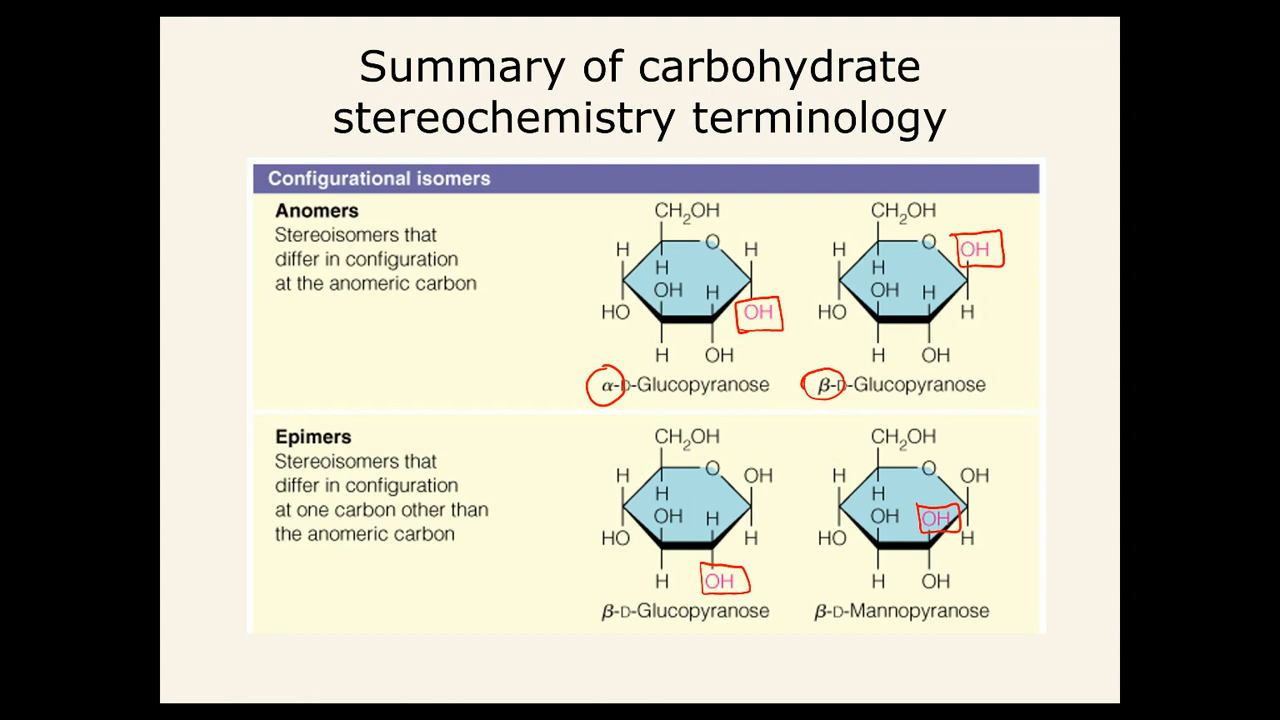 Summary of carbohydrate
stereochemistry terminology
Configurational isomers
Anomers
Stereoisomers that
differ in configuration
at the anomeric carbon
CH₂OH
O
H
H
H
OH
H
HO
OH
H
OH
α-D-Glucopyranose
CH₂OH
O
H
OH
H
OH
H
HO
H
H
OH
β-D-Glucopyranose
Epimers
Stereoisomers that
differ in configuration
at one carbon other than
the anomeric carbon
CH₂OH
O
H
OH
H
OH
H
HO
H
H
OH
β-D-Glucopyranose
CH₂OH
O
H
OH
H
OH
OH
HO
H
H
OH
β-D-Mannopyranose